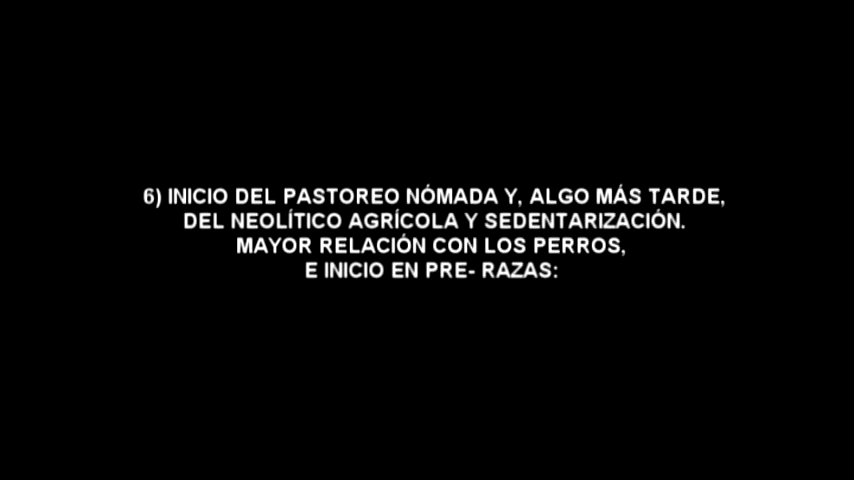 6) INICIO DEL PASTOREO NÓMADA Y, ALGO MÁS TARDE,
DEL NEOLÍTICO AGRÍCOLA Y SEDENTARIZACIÓN.
MAYOR RELACIÓN CON LOS PERROS,
E INICIO EN PRE- RAZAS: